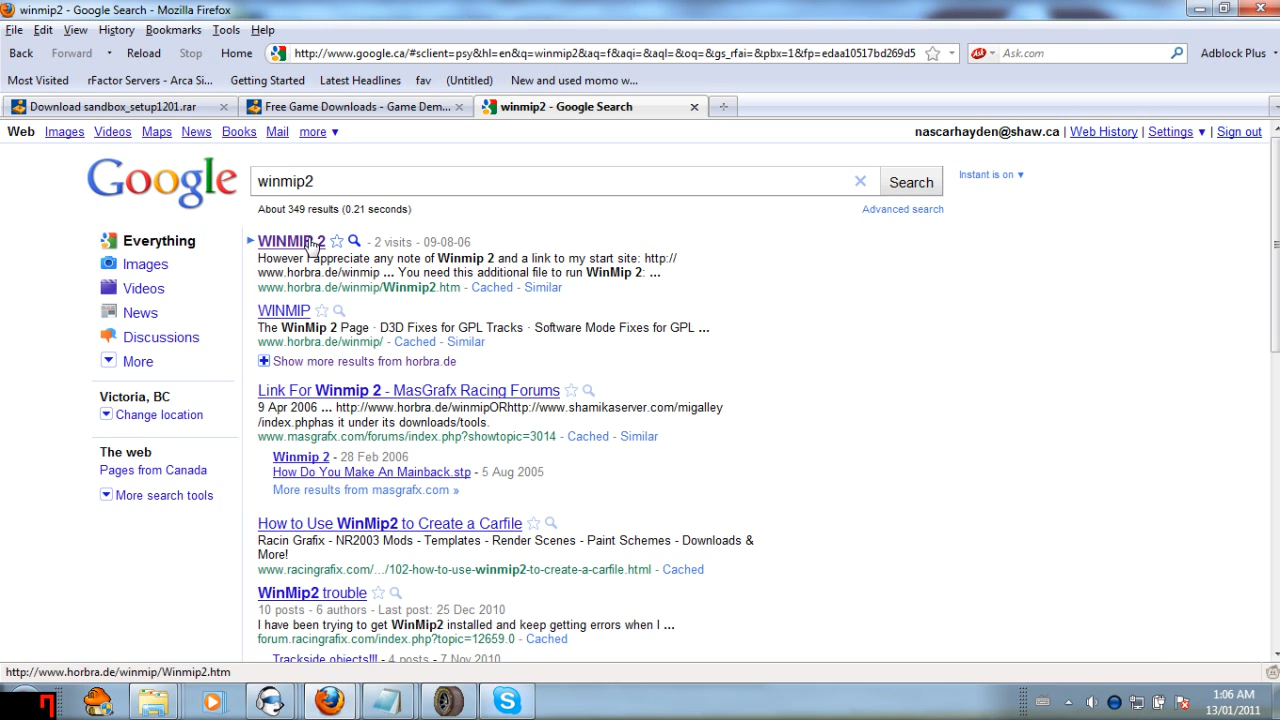 winmip2 - Google Search - Mozilla Firefox
File Edit View History Bookmarks Tools Help
Back Forward Reload Stop Home http://www.google.ca/#sclient=psy&hl=en&q=winmip2&aq=f&aqi=&aql=&oq=&gs_rfai=&pbx=1&fp=edaa10517bd269d5 Ask.com Adblock Plus
Most Visited rFactor Servers - Arca Si... Getting Started Latest Headlines fav (Untitled) New and used momo w...
Download sandbox_setup1201.rar Free Game Downloads - Game Dem... winmip2 - Google Search
Web Images Videos Maps News Books Mail more ▼ nascarhayden@shaw.ca | Web History | Settings ▼ | Sign out
Google winmip2 Search Instant is on ▼
About 349 results (0.21 seconds) Advanced search
Everything
Images
Videos
News
Discussions
More
Victoria, BC
Change location
The web
Pages from Canada
More search tools
WINMIP 2 - 2 visits - 09-08-06
However I appreciate any note of Winmip 2 and a link to my start site: http://
www.horbra.de/winmip ... You need this additional file to run WinMip 2: ...
www.horbra.de/winmip/Winmip2.htm - Cached - Similar
WINMIP
The WinMip 2 Page · D3D Fixes for GPL Tracks · Software Mode Fixes for GPL ...
www.horbra.de/winmip/ - Cached - Similar
Show more results from horbra.de
Link For Winmip 2 - MasGrafx Racing Forums
9 Apr 2006 ... http://www.horbra.de/winmipORhttp://www.shamikaserver.com/migalley
/index.phphas it under its downloads/tools.
www.masgrafx.com/forums/index.php?showtopic=3014 - Cached - Similar
Winmip 2 - 28 Feb 2006
How Do You Make An Mainback.stp - 5 Aug 2005
More results from masgrafx.com »
How to Use WinMip2 to Create a Carfile
Racin Grafix - NR2003 Mods - Templates - Render Scenes - Paint Schemes - Downloads &
More!
www.racingrafix.com/.../102-how-to-use-winmip2-to-create-a-carfile.html - Cached
WinMip2 trouble
10 posts - 6 authors - Last post: 25 Dec 2010
I have been trying to get WinMip2 installed and keep getting errors when I ...
forum.racingrafix.com/index.php?topic=12659.0 - Cached
Trackside objects!!! - 4 posts - 7 Nov 2010
http://www.horbra.de/winmip/Winmip2.htm
1:06 AM
13/01/2011